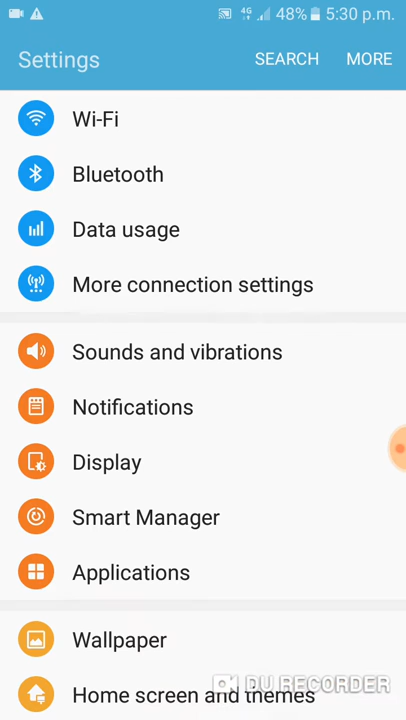 4G 48% 5:30 p.m.
Settings SEARCH MORE
Wi-Fi
Bluetooth
Data usage
More connection settings
Sounds and vibrations
Notifications
Display
Smart Manager
Applications
Wallpaper
DU RECORDER
Home screen and themes